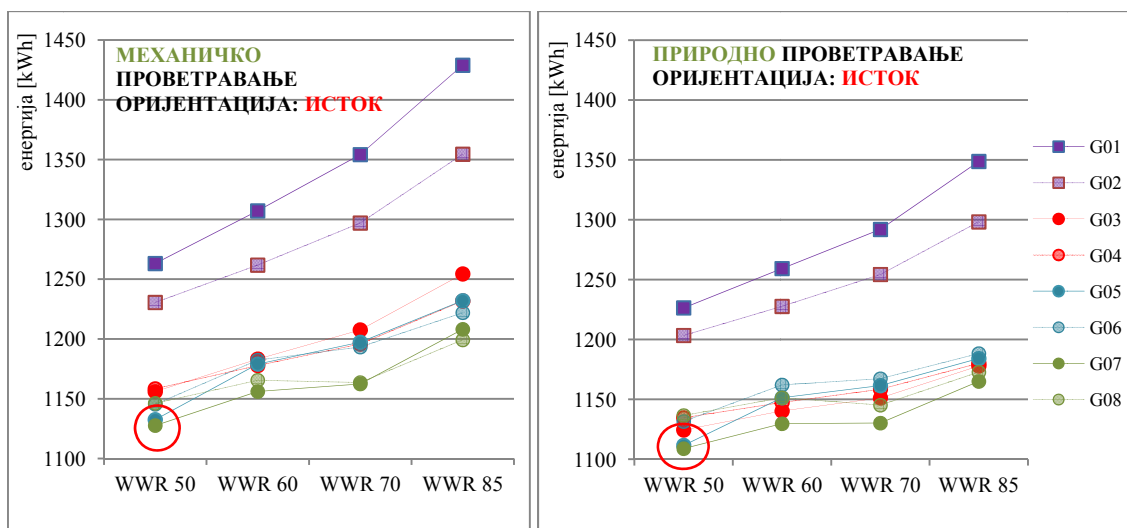 МЕХАНИЧКО
ПРОВЕТРАВАЊЕ
ОРИЈЕНТАЦИЈА: ИСТОК
енергија [kWh]
1450
1400
1350
1300
1250
1200
1150
1100
WWR 50 WWR 60 WWR 70 WWR 85
ПРИРОДНО ПРОВЕТРАВАЊЕ
ОРИЈЕНТАЦИЈА: ИСТОК
енергија [kWh]
1450
1400
1350
1300
1250
1200
1150
1100
WWR 50 WWR 60 WWR 70 WWR 85
G01
G02
G03
G04
G05
G06
G07
G08